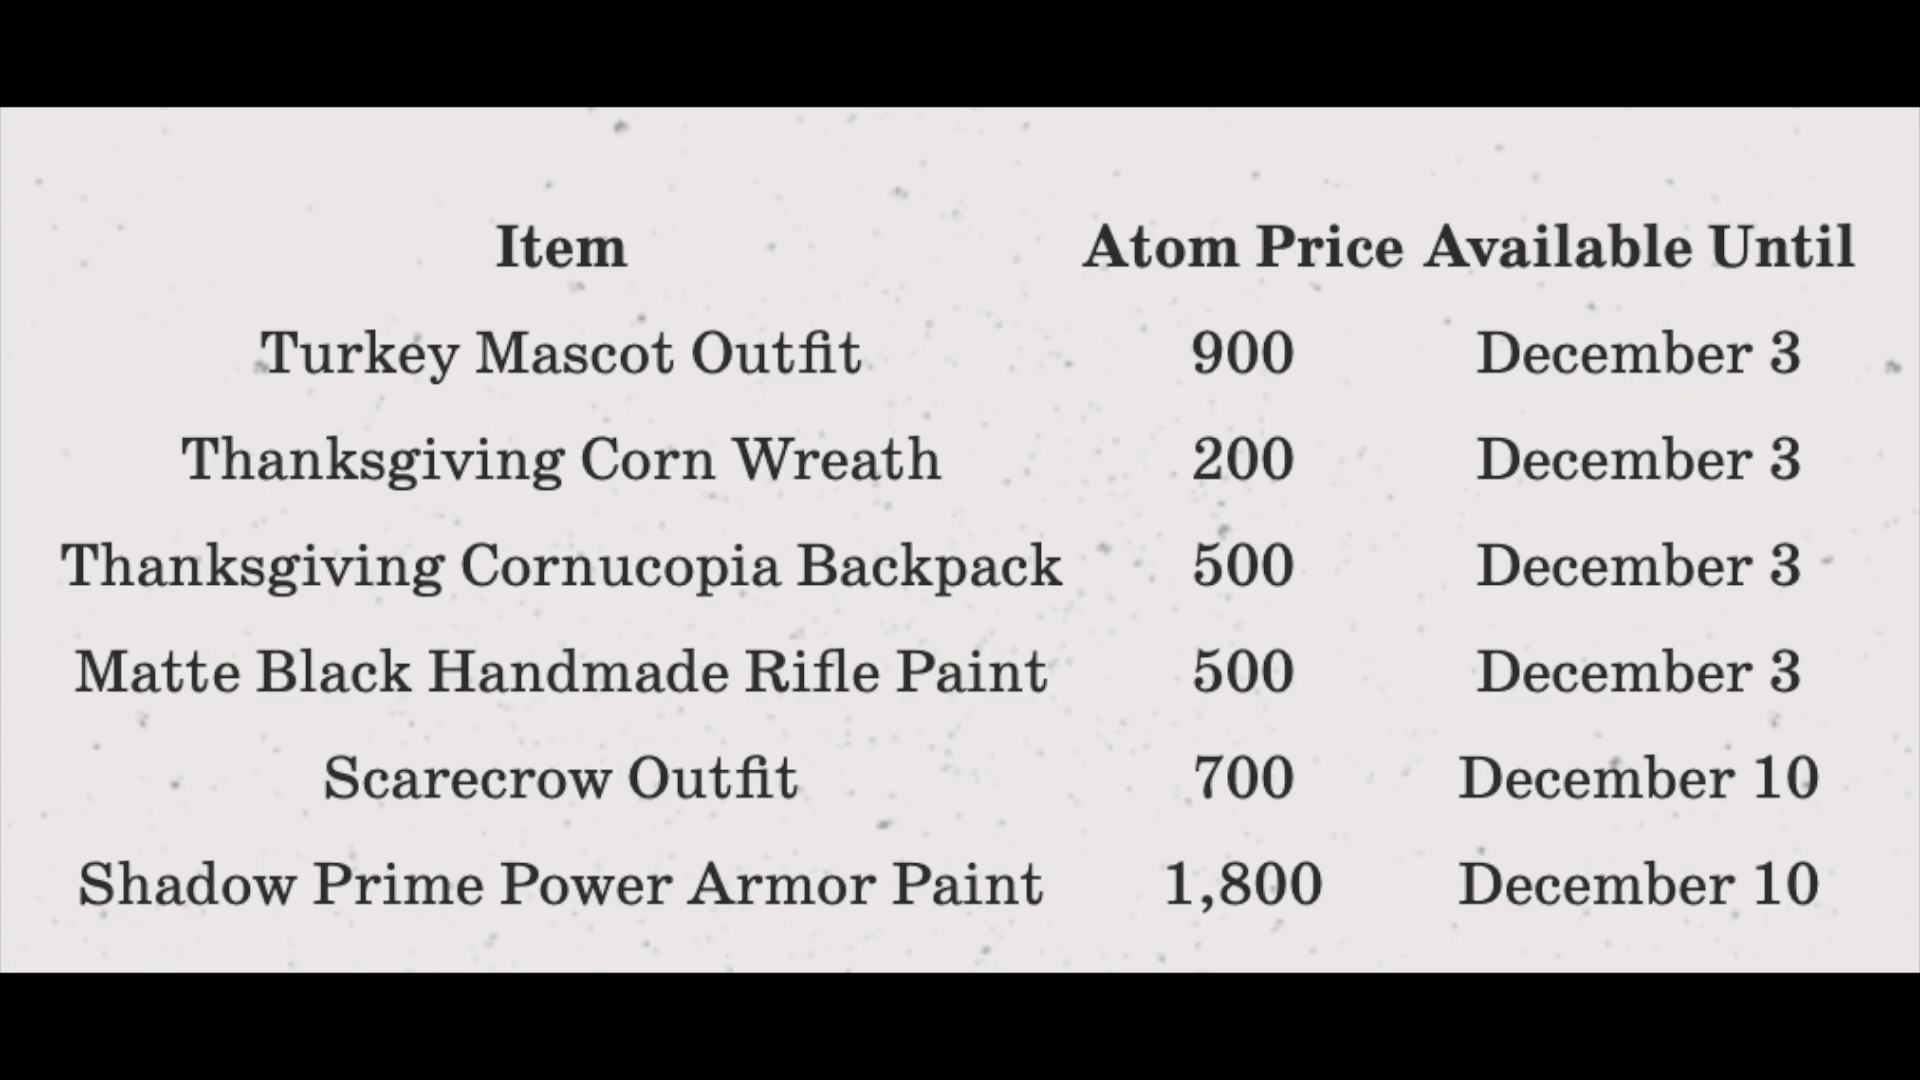 Item Atom Price Available Until
Turkey Mascot Outfit 900 December 3
Thanksgiving Corn Wreath 200 December 3
Thanksgiving Cornucopia Backpack 500 December 3
Matte Black Handmade Rifle Paint 500 December 3
Scarecrow Outfit 700 December 10
Shadow Prime Power Armor Paint 1,800 December 10